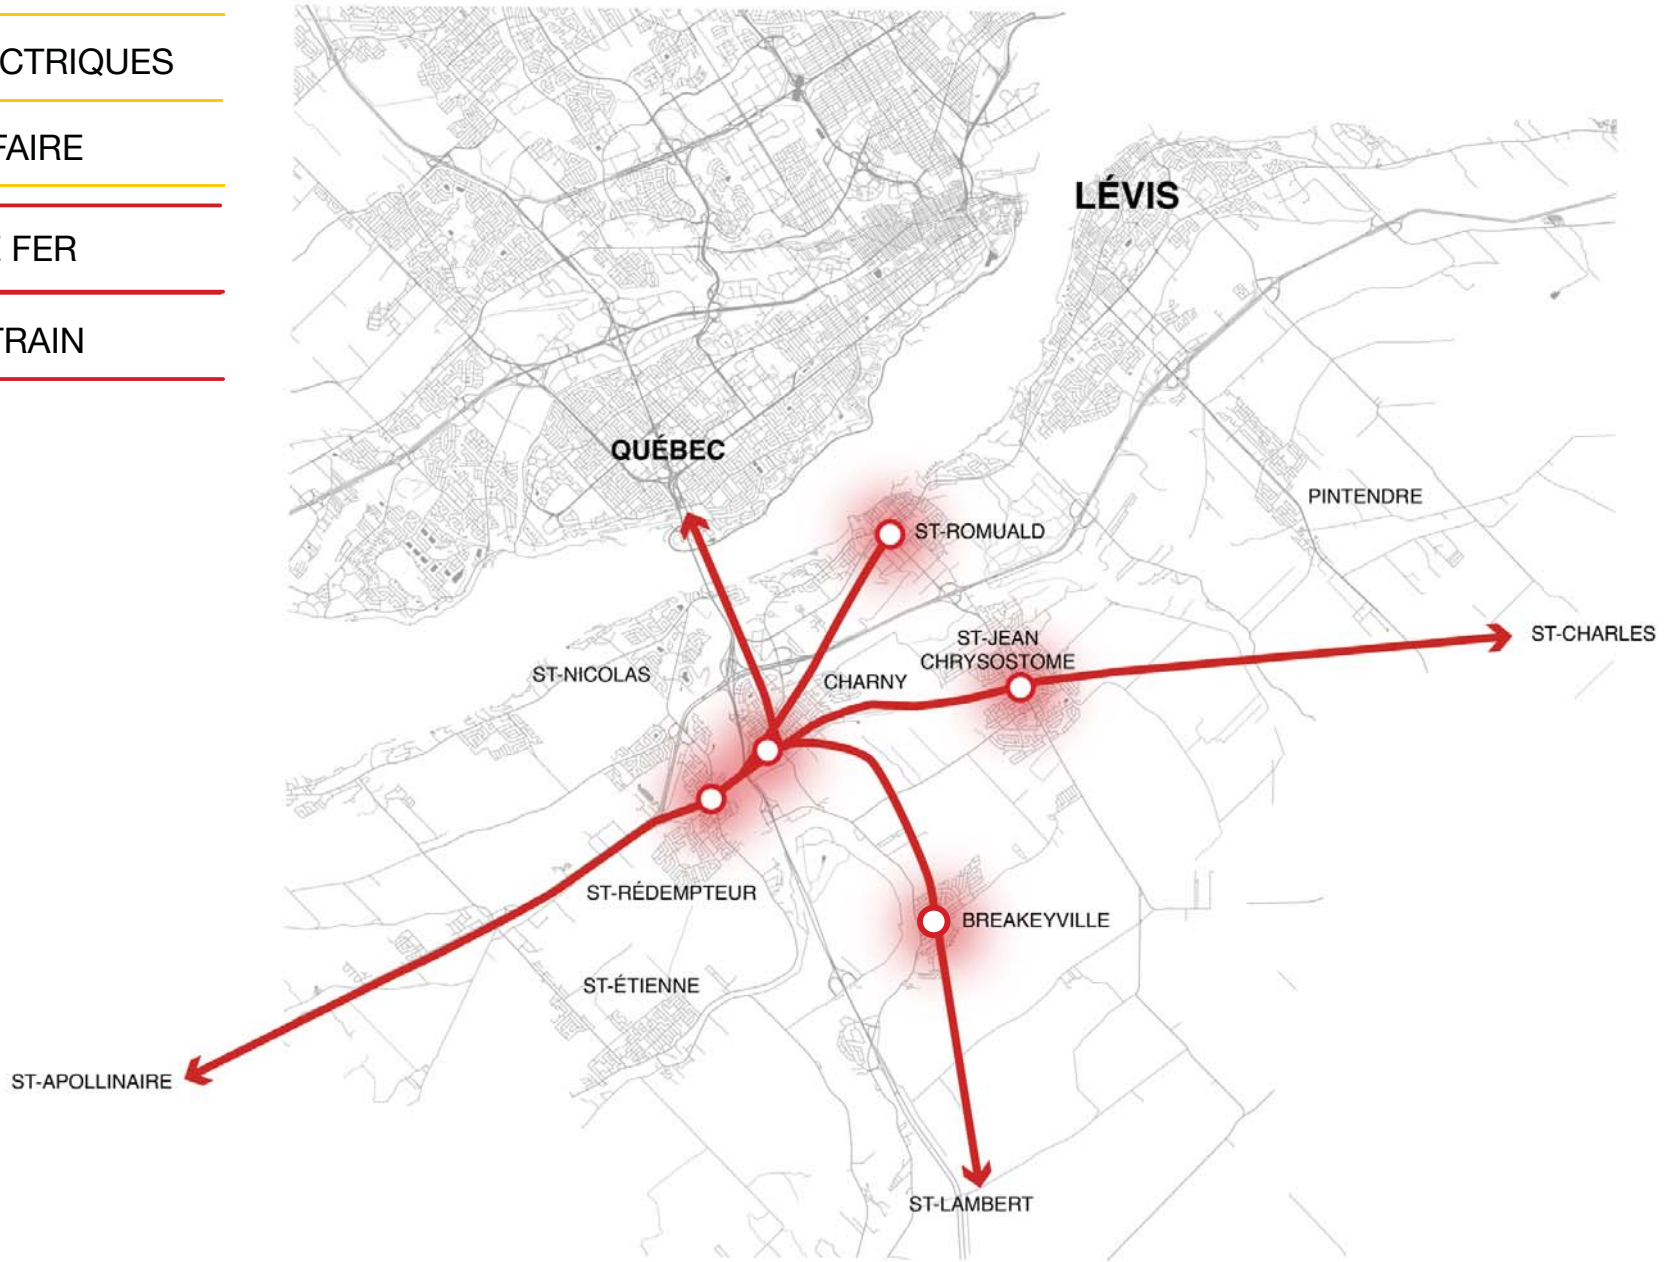 CTRIQUES
FAIRE
FER
TRAIN
LÉVIS
QUÉBEC
PINTENDRE
ST-ROMUALD
ST-JEAN
CHRYSOSTOME
ST-CHARLES
ST-NICOLAS
CHARNY
ST-RÉDEMPTEUR
BREAKEYVILLE
ST-ÉTIENNE
ST-APOLLINAIRE
ST-LAMBERT